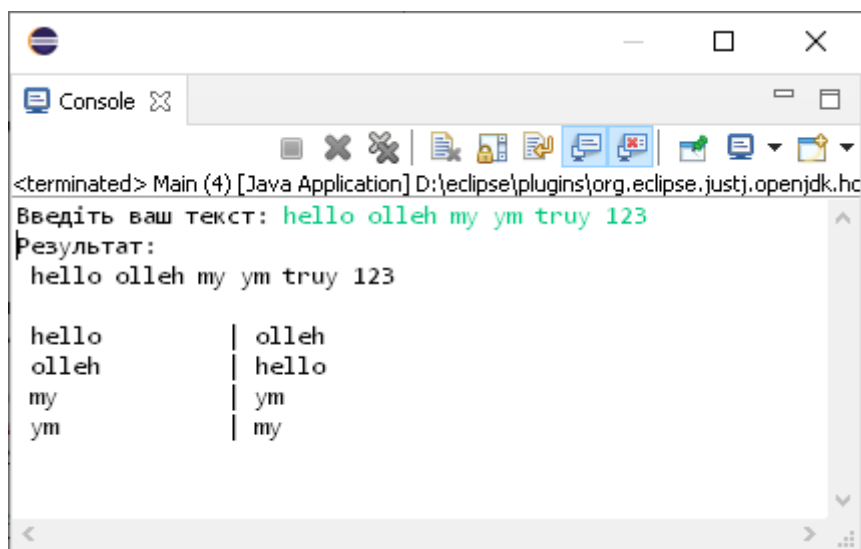 Console
<terminated> Main (4) [Java Application] D:\eclipse\plugins\org.eclipse.justj.openjdk.hc
Введіть ваш текст: hello olleh my ym truy 123
Результат:
hello olleh my ym truy 123
hello | olleh
olleh | hello
my | ym
ym | my